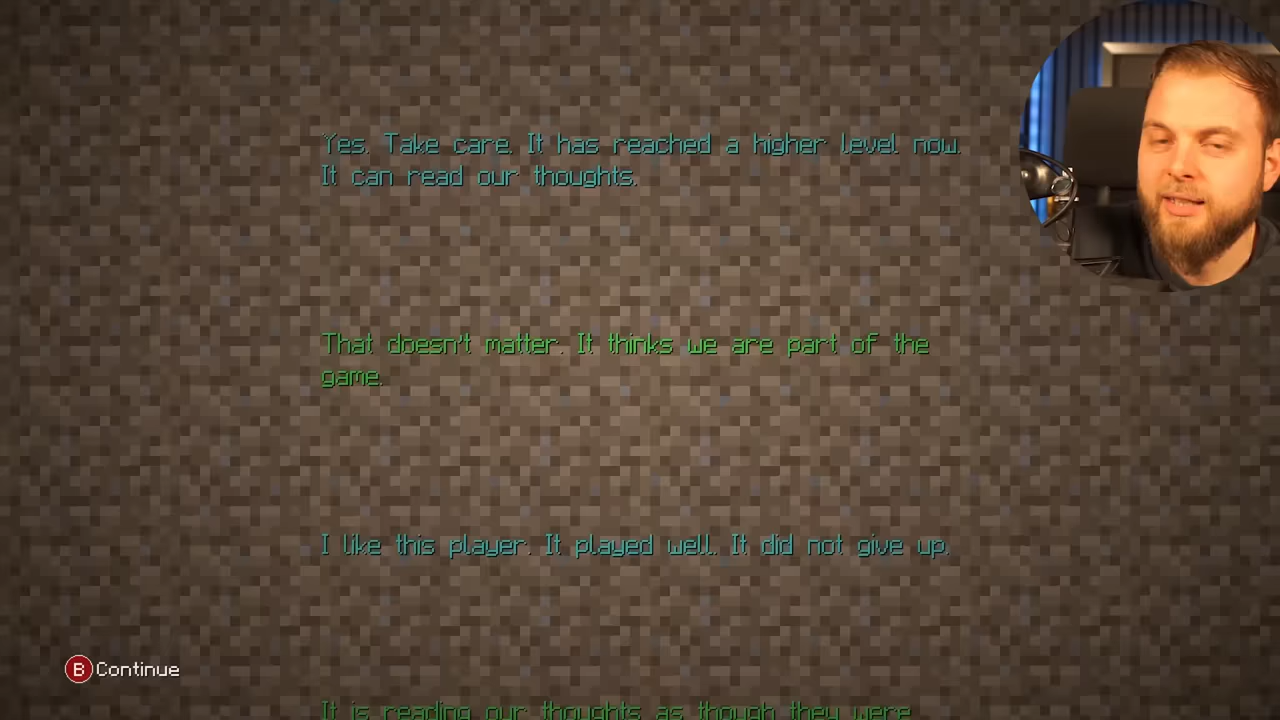 Yes. Take care. It has reached a higher level now.
It can read our thoughts.
That doesn't matter. It thinks we are part of the
game.
I like this player. It played well. It did not give up.
B Continue
It is reading our thoughts as though they were